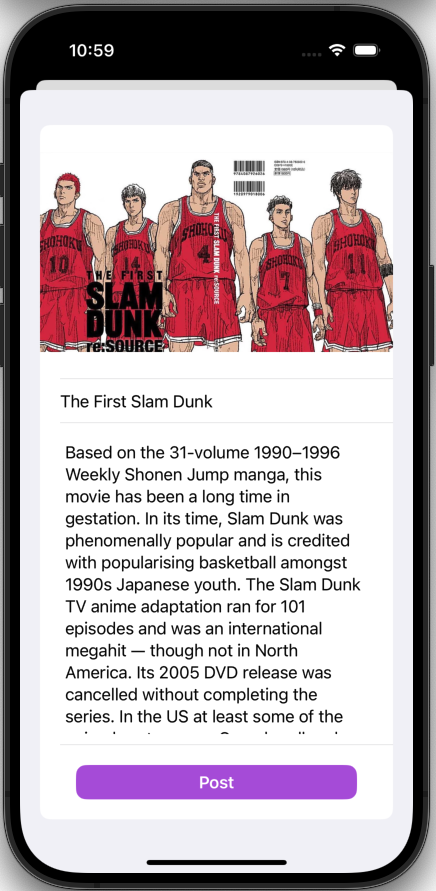 10:59
SHOHOKU
10
SHOHOKU
14
SHOHOKU
4
SHOHOKU
7
SHOHOKU
11
THE FIRST
SLAM
DUNK
re:SOURCE
THE FIRST SLAM DUNK re:SOURCE
The First Slam Dunk
Based on the 31-volume 1990–1996
Weekly Shonen Jump manga, this
movie has been a long time in
gestation. In its time, Slam Dunk was
phenomenally popular and is credited
with popularising basketball amongst
1990s Japanese youth. The Slam Dunk
TV anime adaptation ran for 101
episodes and was an international
megahit — though not in North
America. Its 2005 DVD release was
cancelled without completing the
series. In the US at least some of the
Post